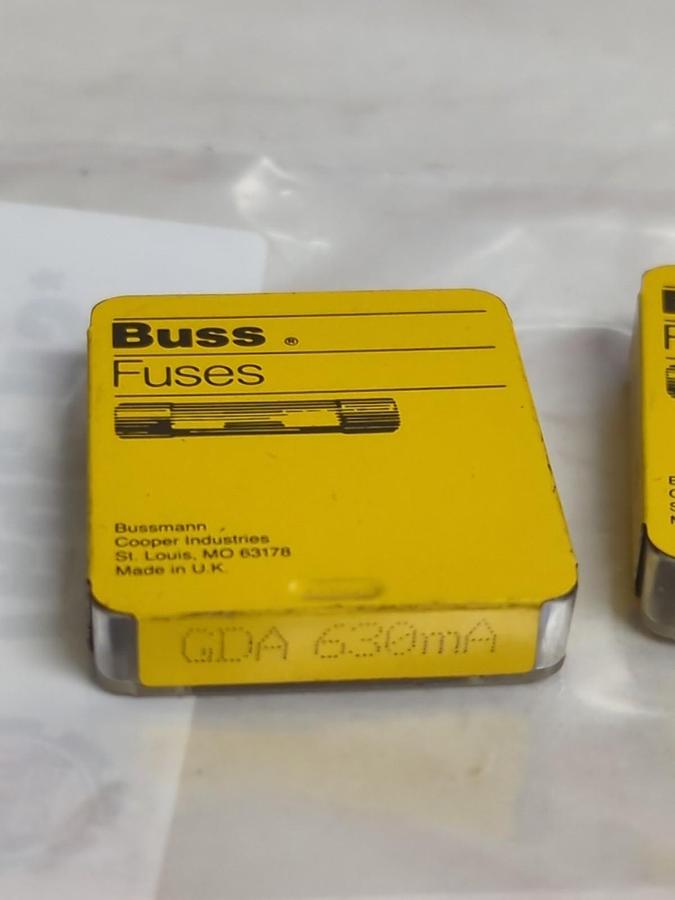 Buss ®
Fuses
Bussmann
Cooper Industries
St. Louis, MO 63178
Made in U.K.
GDA 630mA